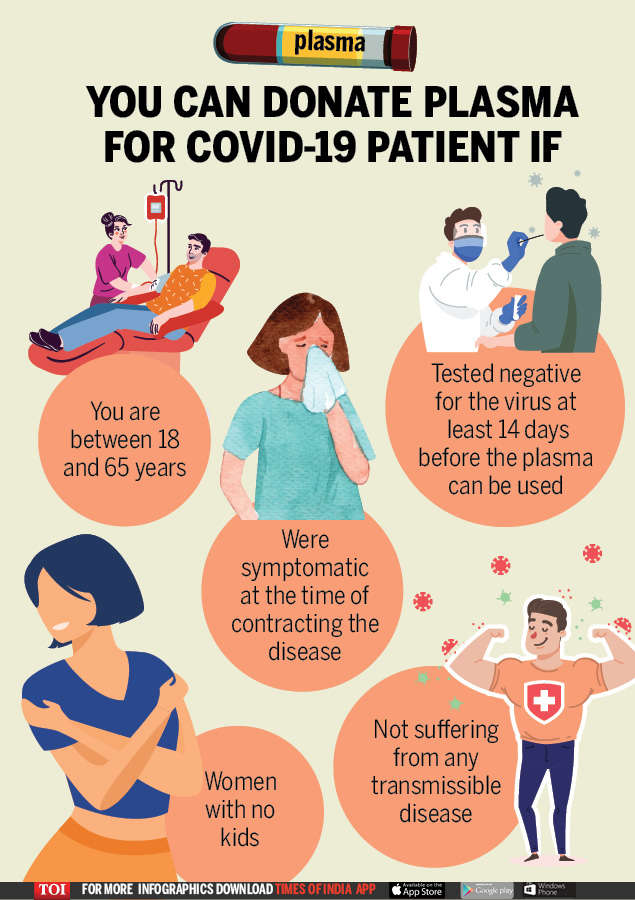 plasma
YOU CAN DONATE PLASMA
FOR COVID-19 PATIENT IF
You are
between 18
and 65 years
Tested negative
for the virus at
least 14 days
before the plasma
can be used
Were
symptomatic
at the time of
contracting the
disease
Not suffering
from any
transmissible
disease
Women
with no
kids
TOI FOR MORE INFOGRAPHICS DOWNLOAD TIMES OF INDIA APP
Available on the
App Store
Google play
Windows
Phone